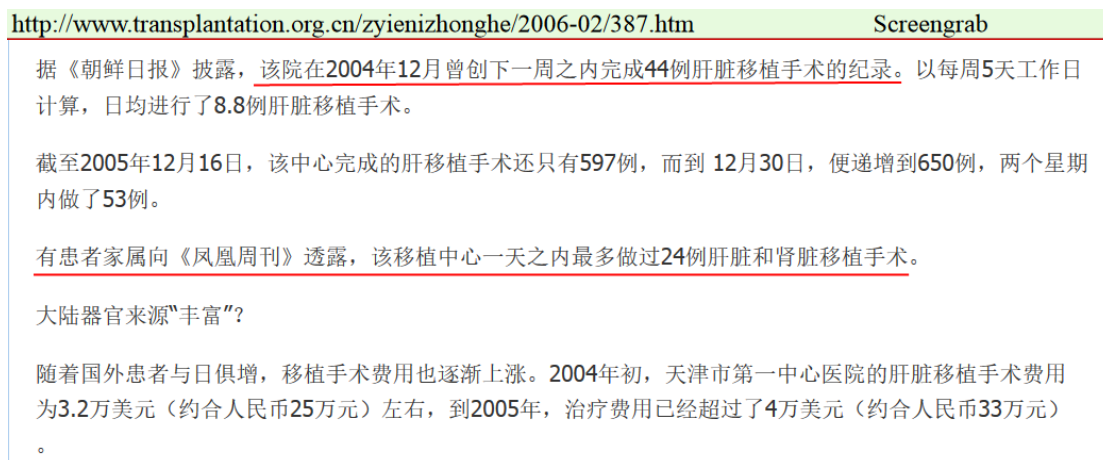 http://www.transplantation.org.cn/zyienizhonghe/2006-02/387.htm Screengrab
据《朝鲜日报》披露，该院在2004年12月曾创下一周之内完成44例肝脏移植手术的纪录。以每周5天工作日
计算，日均进行了8.8例肝脏移植手术。
截至2005年12月16日，该中心完成的肝移植手术还只有597例，而到 12月30日，便递增到650例，两个星期
内做了53例。
有患者家属向《凤凰周刊》透露，该移植中心一天之内最多做过24例肝脏和肾脏移植手术。
大陆器官来源“丰富”？
随着国外患者与日俱增，移植手术费用也逐渐上涨。2004年初，天津市第一中心医院的肝脏移植手术费用
为3.2万美元（约合人民币25万元）左右，到2005年，治疗费用已经超过了4万美元（约合人民币33万元）
。